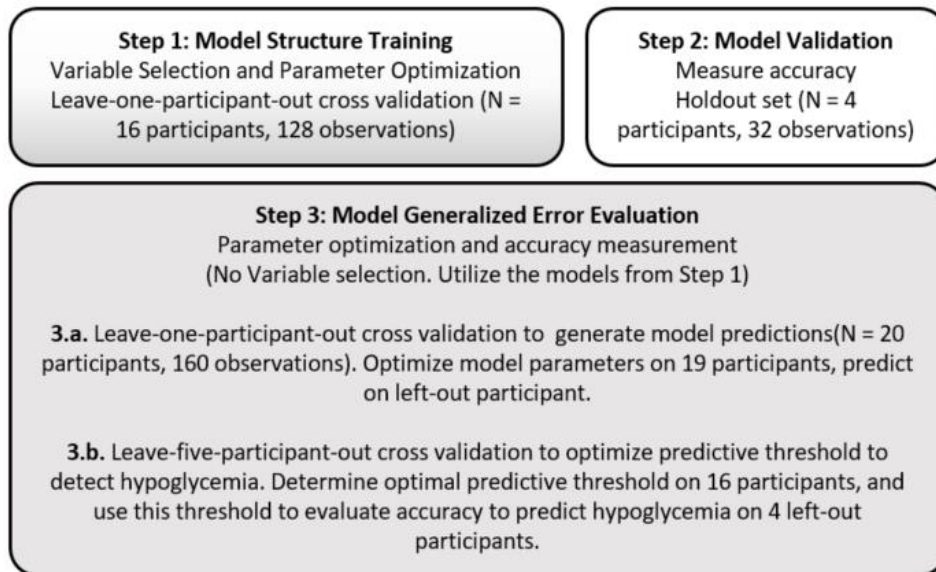 Step 1: Model Structure Training
Variable Selection and Parameter Optimization
Leave-one-participant-out cross validation (N =
16 participants, 128 observations)
Step 2: Model Validation
Measure accuracy
Holdout set (N = 4
participants, 32 observations)
Step 3: Model Generalized Error Evaluation
Parameter optimization and accuracy measurement
(No Variable selection. Utilize the models from Step 1)
3.a. Leave-one-participant-out cross validation to generate model predictions(N = 20
participants, 160 observations). Optimize model parameters on 19 participants, predict
on left-out participant.
3.b. Leave-five-participant-out cross validation to optimize predictive threshold to
detect hypoglycemia. Determine optimal predictive threshold on 16 participants, and
use this threshold to evaluate accuracy to predict hypoglycemia on 4 left-out
participants.